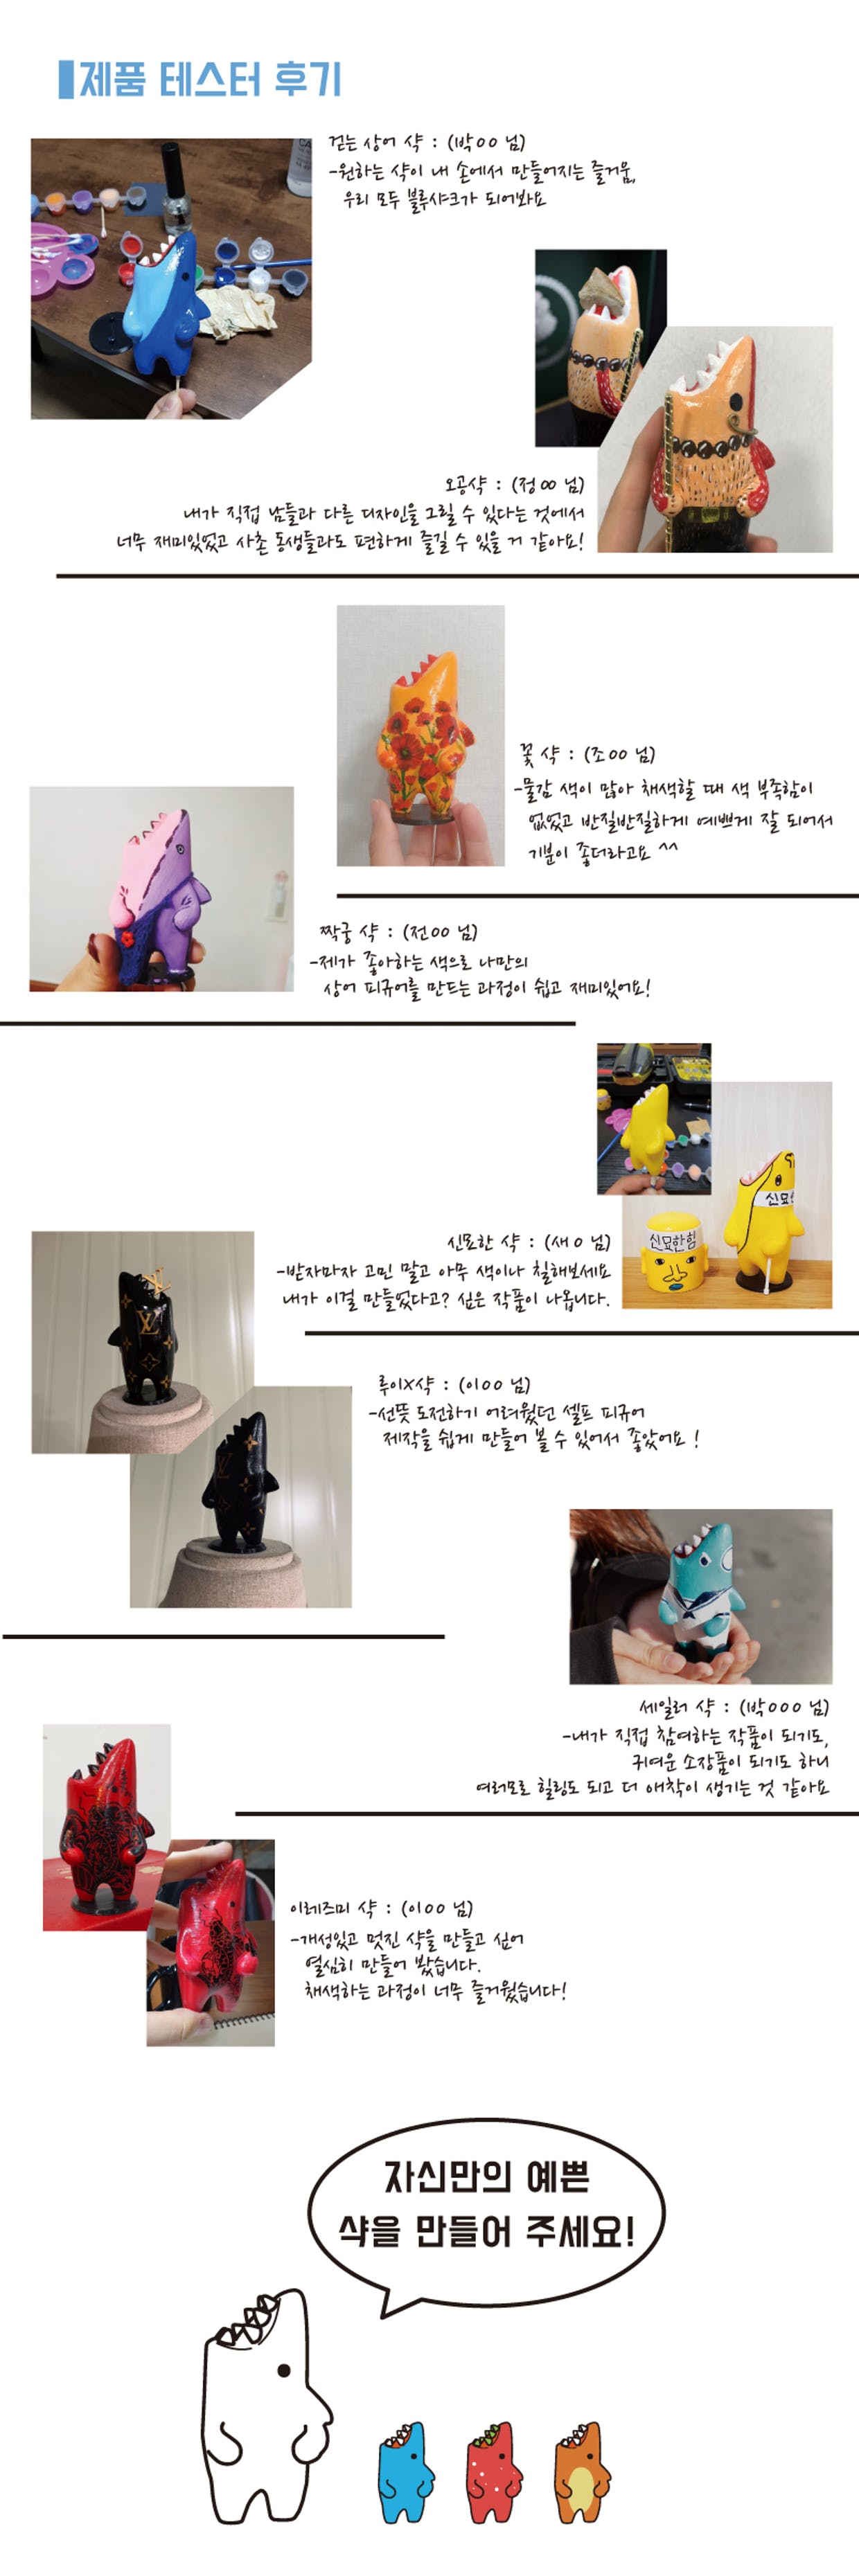 제품 테스터 후기
걷는 상어 샥 : (박oo 님)
-원하는 샥이 내 손에서 만들어지는 즐거움,
우리 모두 블루샤크가 되어봐요
오공샥 : (정oo 님)
내가 직접 남들과 다른 디자인을 그릴 수 있다는 것에서
너무 재미있었고 사촌 동생들과도 편하게 즐길 수 있을 거 같아요!
꽃 샥 : (조oo 님)
-물감 색이 많아 채색할 때 색 부족함이
없었고 반질반질하게 예쁘게 잘 되어서
기분이 좋더라고요 ^^
짝궁 샥 : (전oo 님)
-제가 좋아하는 색으로 나만의
상어 피규어를 만드는 과정이 쉽고 재미있어요!
신묘한
신묘한힘
신묘한 샥 : (새o 님)
-받자마자 고민 말고 아무 색이나 칠해보세요
내가 이걸 만들었다고? 싶은 작품이 나옵니다.
LV
LV
루이X샥 : (이oo 님)
-선뜻 도전하기 어려웠던 셀프 피규어
제작을 쉽게 만들어 볼 수 있어서 좋았어요 !
세일러 샥 : (박ooo 님)
-내가 직접 참여하는 작품이 되기도,
귀여운 소장품이 되기도 하니
여러모로 힐링도 되고 더 애착이 생기는 것 같아요
이레즈미 샥 : (이oo 님)
-개성있고 멋진 샥을 만들고 싶어
열심히 만들어 봤습니다.
채색하는 과정이 너무 즐거웠습니다!
자신만의 예쁜
샥을 만들어 주세요!